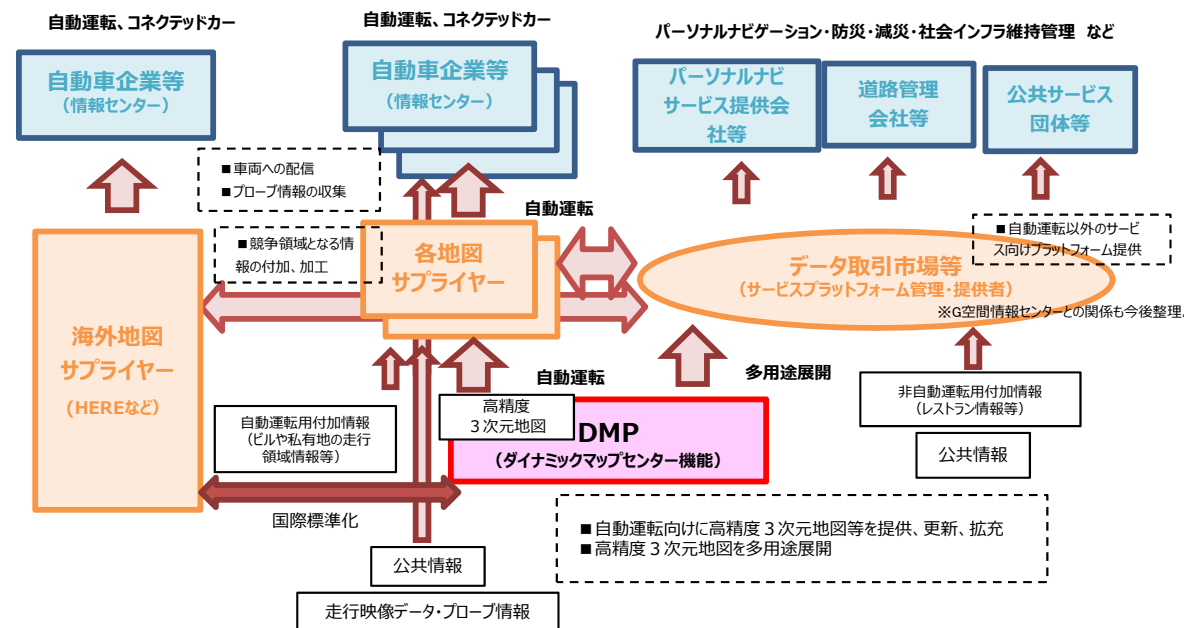 自動運転、コネクテッドカー
自動運転、コネクテッドカー
パーソナルナビゲーション・防災・減災・社会インフラ維持管理 など
自動車企業等
（情報センター）
自動車企業等
（情報センター）
パーソナルナビ
サービス提供会
社等
道路管理
会社等
公共サービス
団体等
■車両への配信
■プローブ情報の収集
自動運転
■競争領域となる情
報の付加、加工
各地図
サプライヤー
■自動運転以外のサービ
ス向けプラットフォーム提供
データ取引市場等
（サービスプラットフォーム管理・提供者）
※G空間情報センターとの関係も今後整理。
海外地図
サプライヤー
（HEREなど）
自動運転
多用途展開
自動運転用付加情報
（ビルや私有地の走行
領域情報等）
高精度
３次元地図
DMP
（ダイナミックマップセンター機能）
非自動運転用付加情報
（レストラン情報等）
公共情報
国際標準化
■自動運転向けに高精度３次元地図等を提供、更新、拡充
■高精度３次元地図を多用途展開
公共情報
走行映像データ・プローブ情報